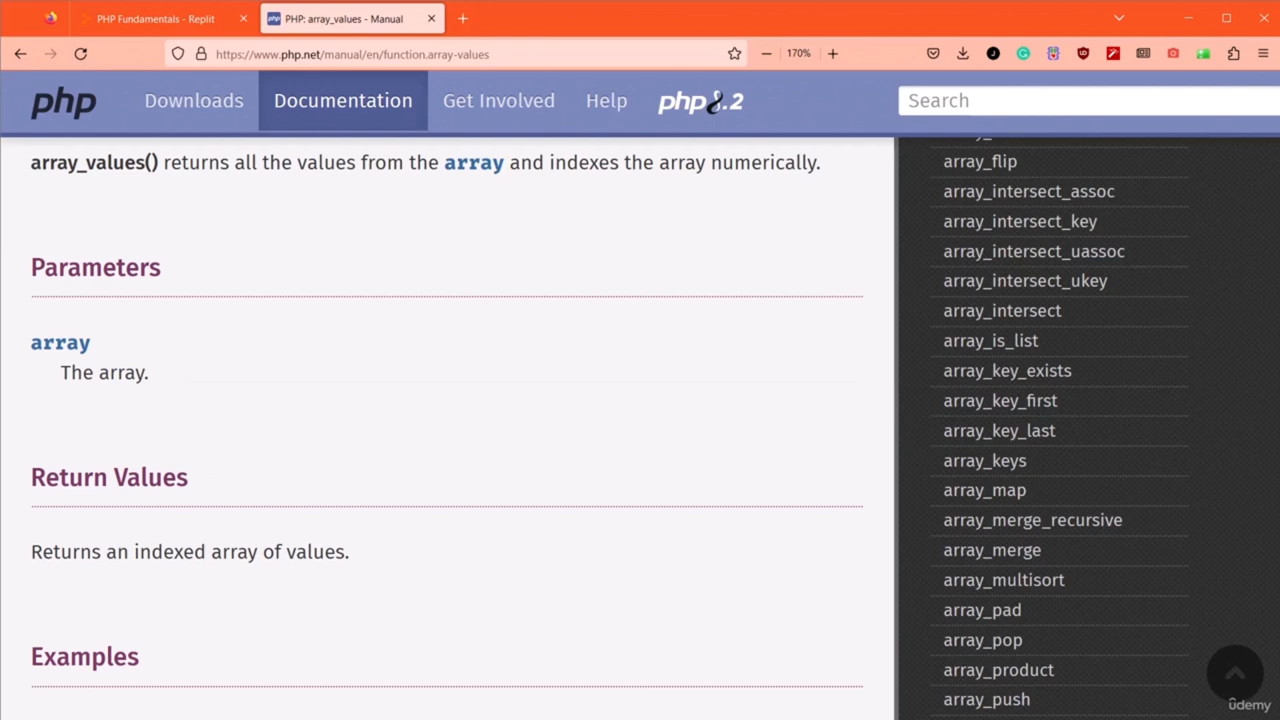 PHP Fundamentals - Replit
php PHP: array_values - Manual
https://www.php.net/manual/en/function.array-values
170%
php Downloads Documentation Get Involved Help php8.2 Search
array_values() returns all the values from the array and indexes the array numerically.
Parameters
array
The array.
Return Values
Returns an indexed array of values.
Examples
array_flip
array_intersect_assoc
array_intersect_key
array_intersect_uassoc
array_intersect_ukey
array_intersect
array_is_list
array_key_exists
array_key_first
array_key_last
array_keys
array_map
array_merge_recursive
array_merge
array_multisort
array_pad
array_pop
array_product
array_push
ûdemy